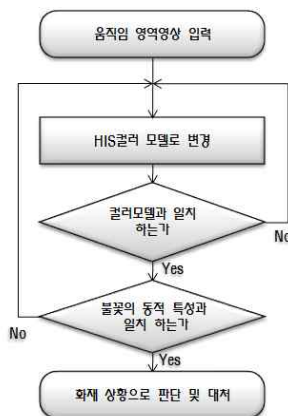 움직임 영역영상 입력
HIS컬러 모델로 변경
컬러모델과 일치
하는가
No
Yes
불꽃의 동적 특성과
일치 하는가
No
Yes
화재 상황으로 판단 및 대처